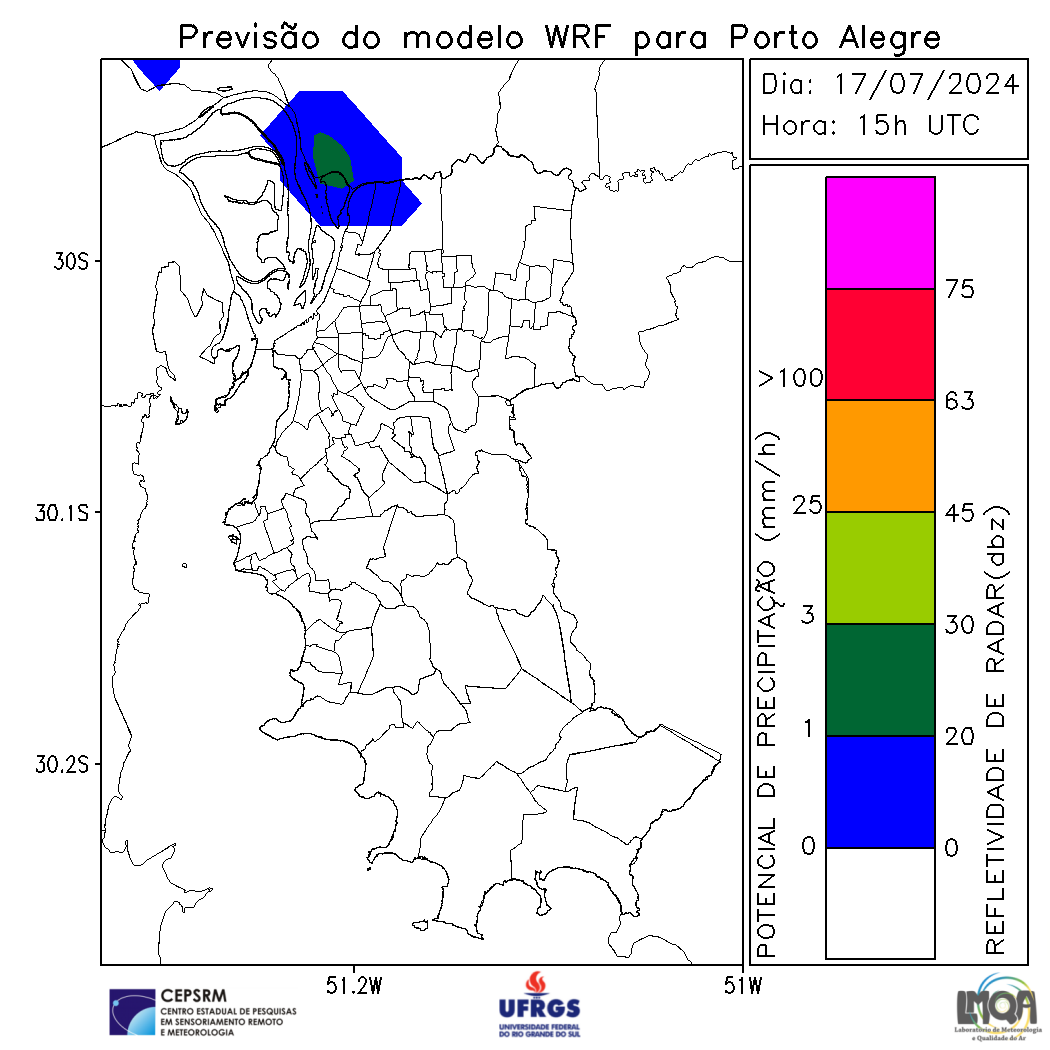 Previsão do modelo WRF para Porto Alegre
Dia: 17/07/2024
Hora: 15h UTC
30S
30.1S
30.2S
51.2W
51W
POTENCIAL DE PRECIPITAÇÃO (mm/h)
>100
25
3
1
0
75
63
45
30
20
0
REFLETIVIDADE DE RADAR(dbz)
CEPSRM
CENTRO ESTADUAL DE PESQUISAS
EM SENSORIAMENTO REMOTO
E METEOROLOGIA
UFRGS
UNIVERSIDADE FEDERAL
DO RIO GRANDE DO SUL
LMQA
Laboratório de Meteorologia
e Qualidade do Ar